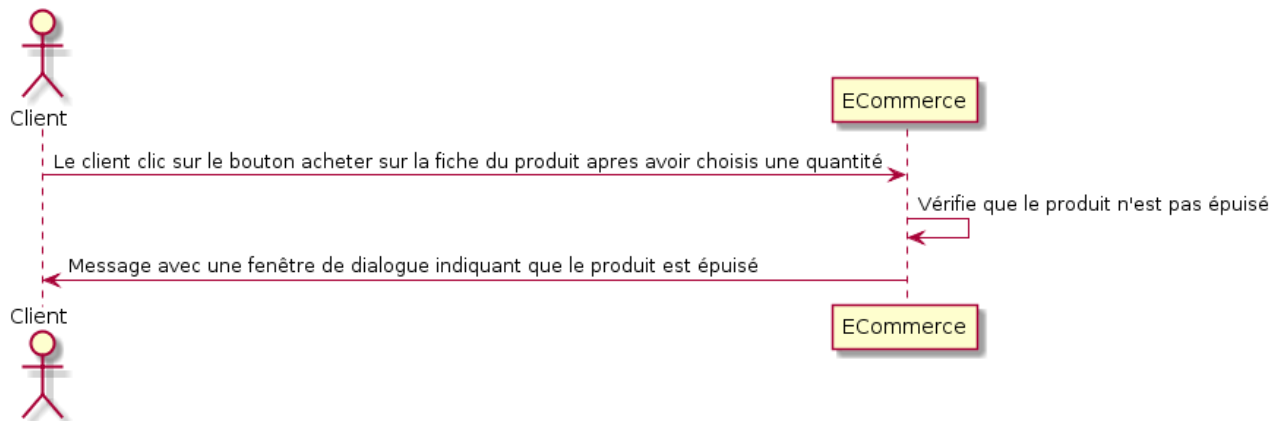 Client
ECommerce
Le client clic sur le bouton acheter sur la fiche du produit apres avoir choisis une quantité
Vérifie que le produit n'est pas épuisé
Message avec une fenêtre de dialogue indiquant que le produit est épuisé
Client
ECommerce